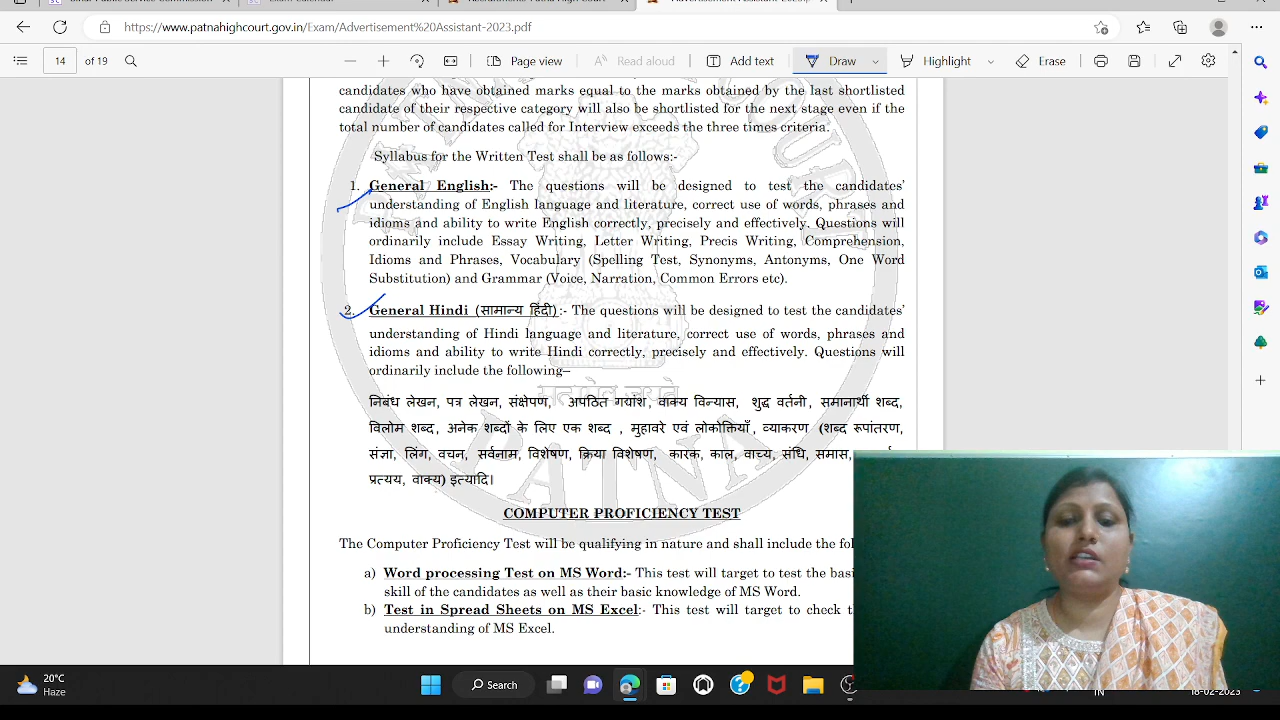 https://www.patnahighcourt.gov.in/Exam/Advertisement%20Assistant-2023.pdf
14 of 19 Page view Read aloud Add text Draw Highlight Erase
candidates who have obtained marks equal to the marks obtained by the last shortlisted
candidate of their respective category will also be shortlisted for the next stage even if the
total number of candidates called for Interview exceeds the three times criteria.
Syllabus for the Written Test shall be as follows:-
1. General English:- The questions will be designed to test the candidates'
understanding of English language and literature, correct use of words, phrases and
idioms and ability to write English correctly, precisely and effectively. Questions will
ordinarily include Essay Writing, Letter Writing, Precis Writing, Comprehension,
Idioms and Phrases, Vocabulary (Spelling Test, Synonyms, Antonyms, One Word
Substitution) and Grammar (Voice, Narration, Common Errors etc).
2. General Hindi (सामान्य हिंदी):- The questions will be designed to test the candidates'
understanding of Hindi language and literature, correct use of words, phrases and
idioms and ability to write Hindi correctly, precisely and effectively. Questions will
ordinarily include the following–
सत्यमेव जयते
निबंध लेखन, पत्र लेखन, संक्षेपण, अपठित गद्यांश, वाक्य विन्यास, शुद्ध वर्तनी, समानार्थी शब्द,
विलोम शब्द, अनेक शब्दों के लिए एक शब्द , मुहावरे एवं लोकोक्तियाँ, व्याकरण (शब्द रूपांतरण,
संज्ञा, लिंग, वचन, सर्वनाम, विशेषण, क्रिया विशेषण, कारक, काल, वाच्य, संधि, समास,
प्रत्यय, वाक्य) इत्यादि।
PATNA
COMPUTER PROFICIENCY TEST
The Computer Proficiency Test will be qualifying in nature and shall include the
a) Word processing Test on MS Word:- This test will target to test the
skill of the candidates as well as their basic knowledge of MS Word.
b) Test in Spread Sheets on MS Excel:- This test will target to check
understanding of MS Excel.
20°C
Haze
Search
IN
18-02-2023